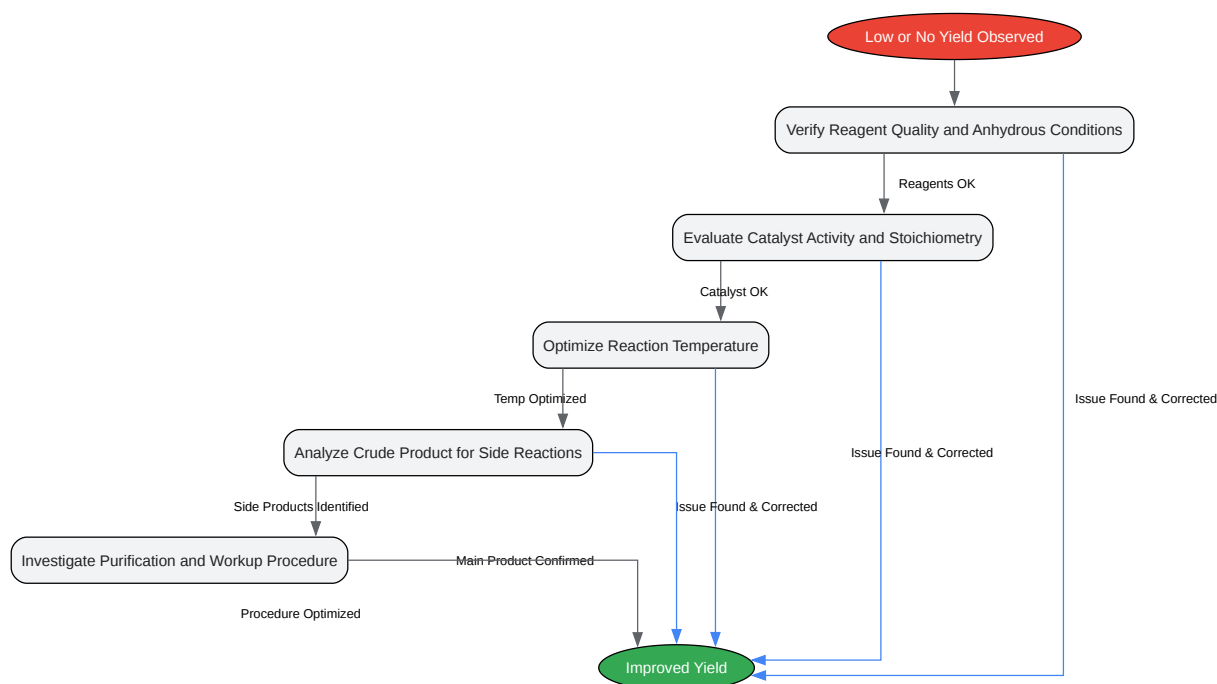 Low or No Yield Observed
Verify Reagent Quality and Anhydrous Conditions
Reagents OK
Evaluate Catalyst Activity and Stoichiometry
Catalyst OK
Optimize Reaction Temperature
Temp Optimized
Issue Found & Corrected
Analyze Crude Product for Side Reactions
Issue Found & Corrected
Side Products Identified
Issue Found & Corrected
Investigate Purification and Workup Procedure
Main Product Confirmed
Procedure Optimized
Improved Yield